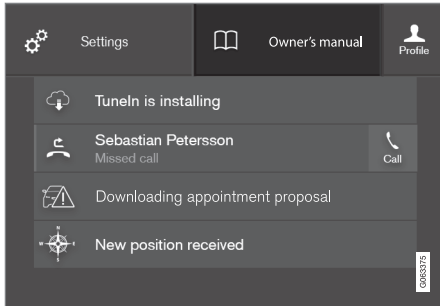 Settings
Owner's manual
Profile
TuneIn is installing
Sebastian Petersson
Missed call
Call
Downloading appointment proposal
N
W
E
S
New position received
G063375